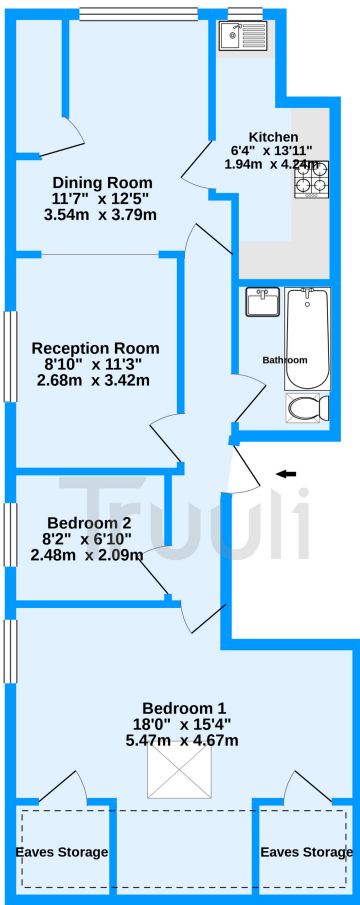 Kitchen
6'4" x 13'11"
1.94m x 4.24m
Dining Room
11'7" x 12'5"
3.54m x 3.79m
Reception Room
8'10" x 11'3"
2.68m x 3.42m
Bathroom
Truuli
Bedroom 2
8'2" x 6'10"
2.48m x 2.09m
Bedroom 1
18'0" x 15'4"
5.47m x 4.67m
Eaves Storage
Eaves Storage